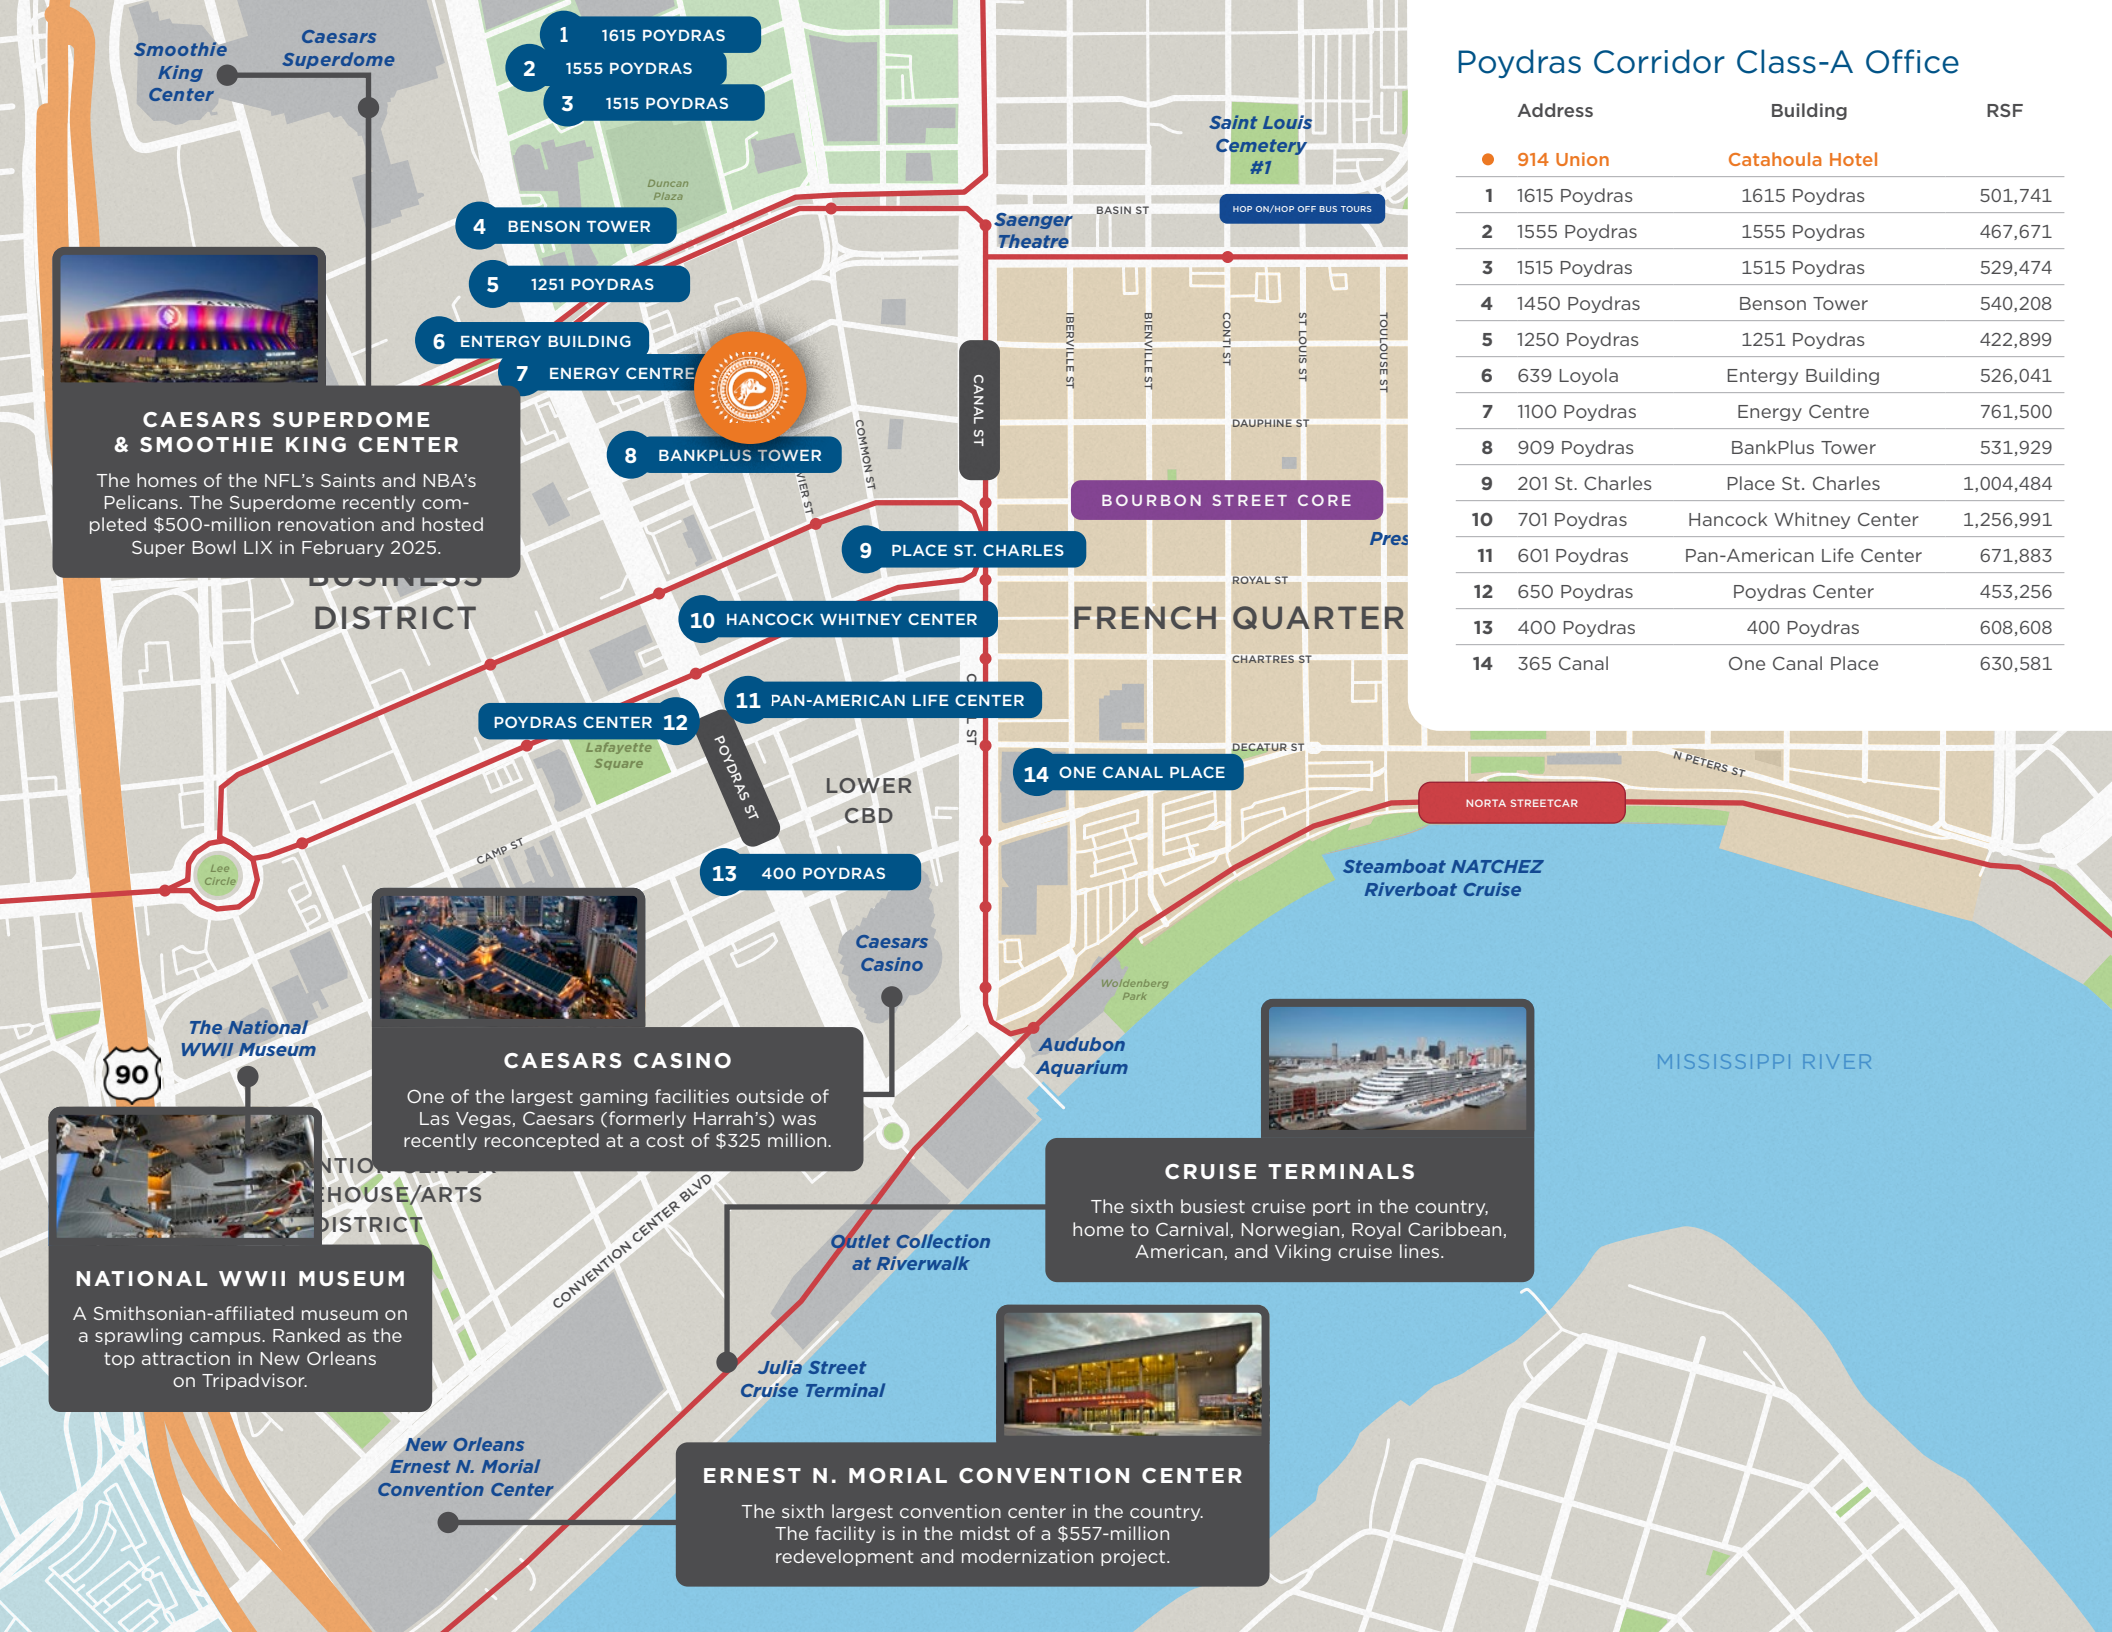 Smoothie
King
Center
Caesars
Superdome
1 1615 POYDRAS
2 1555 POYDRAS
3 1515 POYDRAS
Duncan
Plaza
4 BENSON TOWER
5 1251 POYDRAS
6 ENTERGY BUILDING
7 ENERGY CENTRE
C
8 BANKPLUS TOWER
VIER ST
COMMON ST
CANAL ST
Saenger
Theatre
BASIN ST
Saint Louis
Cemetery
#1
HOP ON/HOP OFF BUS TOURS
IBERVILLE ST
BIENVILLE ST
CONTI ST
ST LOUIS ST
TOULOUSE ST
DAUPHINE ST
BOURBON STREET CORE
Pres
ROYAL ST
FRENCH QUARTER
CHARTRES ST
DECATUR ST
N PETERS ST
Poydras Corridor Class-A Office
Address Building RSF
914 Union Catahoula Hotel
1 1615 Poydras 1615 Poydras 501,741
2 1555 Poydras 1555 Poydras 467,671
3 1515 Poydras 1515 Poydras 529,474
4 1450 Poydras Benson Tower 540,208
5 1250 Poydras 1251 Poydras 422,899
6 639 Loyola Entergy Building 526,041
7 1100 Poydras Energy Centre 761,500
8 909 Poydras BankPlus Tower 531,929
9 201 St. Charles Place St. Charles 1,004,484
10 701 Poydras Hancock Whitney Center 1,256,991
11 601 Poydras Pan-American Life Center 671,883
12 650 Poydras Poydras Center 453,256
13 400 Poydras 400 Poydras 608,608
14 365 Canal One Canal Place 630,581
CAESARS SUPERDOME
& SMOOTHIE KING CENTER
The homes of the NFL's Saints and NBA's
Pelicans. The Superdome recently com-
pleted $500-million renovation and hosted
Super Bowl LIX in February 2025.
BUSINESS
DISTRICT
9 PLACE ST. CHARLES
10 HANCOCK WHITNEY CENTER
11 PAN-AMERICAN LIFE CENTER
C L ST
POYDRAS CENTER 12
Lafayette
Square
POYDRAS ST
LOWER
CBD
14 ONE CANAL PLACE
13 400 POYDRAS
CAMP ST
Lee
Circle
NORTA STREETCAR
Steamboat NATCHEZ
Riverboat Cruise
Caesars
Casino
Woldenberg
Park
Audubon
Aquarium
MISSISSIPPI RIVER
The National
WWII Museum
90
CAESARS CASINO
One of the largest gaming facilities outside of
Las Vegas, Caesars (formerly Harrah's) was
recently reconcepted at a cost of $325 million.
NTION CENTER
EHOUSE/ARTS
DISTRICT
CONVENTION CENTER BLVD
CRUISE TERMINALS
The sixth busiest cruise port in the country,
home to Carnival, Norwegian, Royal Caribbean,
American, and Viking cruise lines.
Outlet Collection
at Riverwalk
NATIONAL WWII MUSEUM
A Smithsonian-affiliated museum on
a sprawling campus. Ranked as the
top attraction in New Orleans
on Tripadvisor.
Julia Street
Cruise Terminal
New Orleans
Ernest N. Morial
Convention Center
ERNEST N. MORIAL CONVENTION CENTER
The sixth largest convention center in the country.
The facility is in the midst of a $557-million
redevelopment and modernization project.